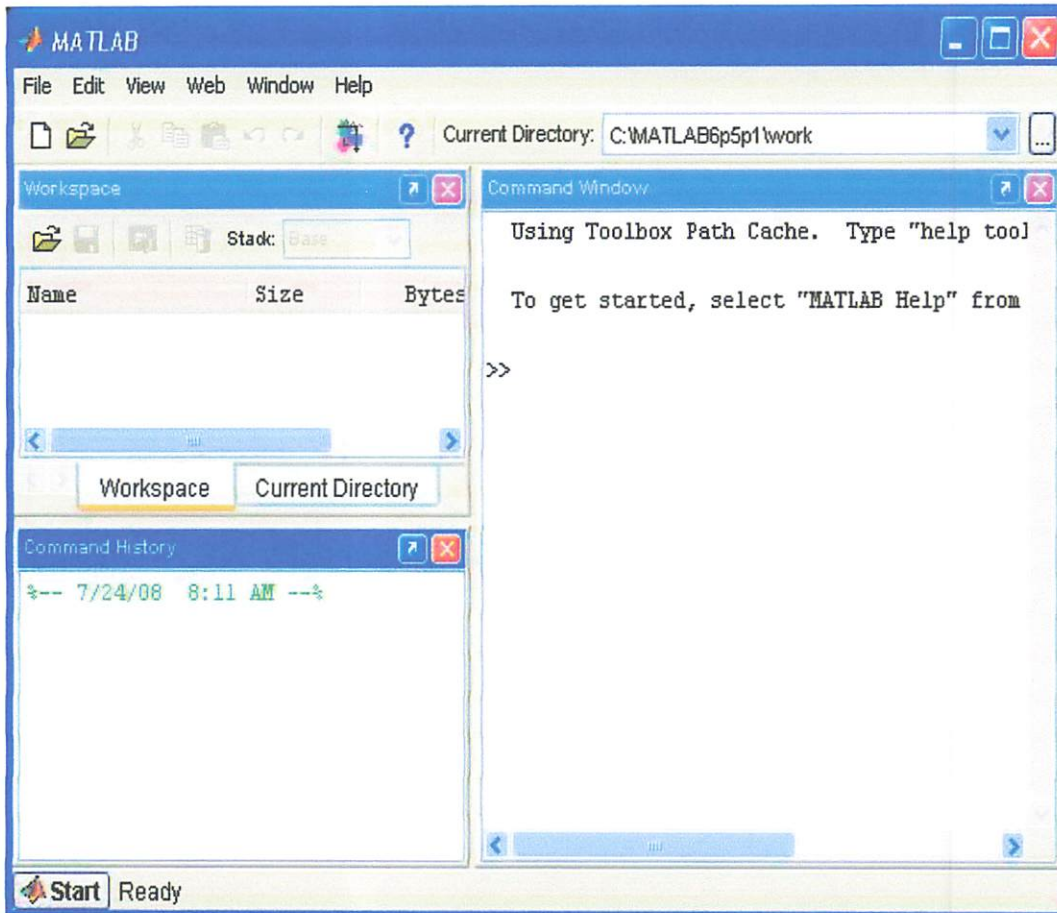 MATLAB
File Edit View Web Window Help
? Current Directory: C:\MATLAB6p5p1\work ...
Workspace
Stack: Base
Name Size Bytes
Workspace Current Directory
Command History
%-- 7/24/08 8:11 AM --%
Command Window
Using Toolbox Path Cache. Type "help tool
To get started, select "MATLAB Help" from
>>
Start Ready